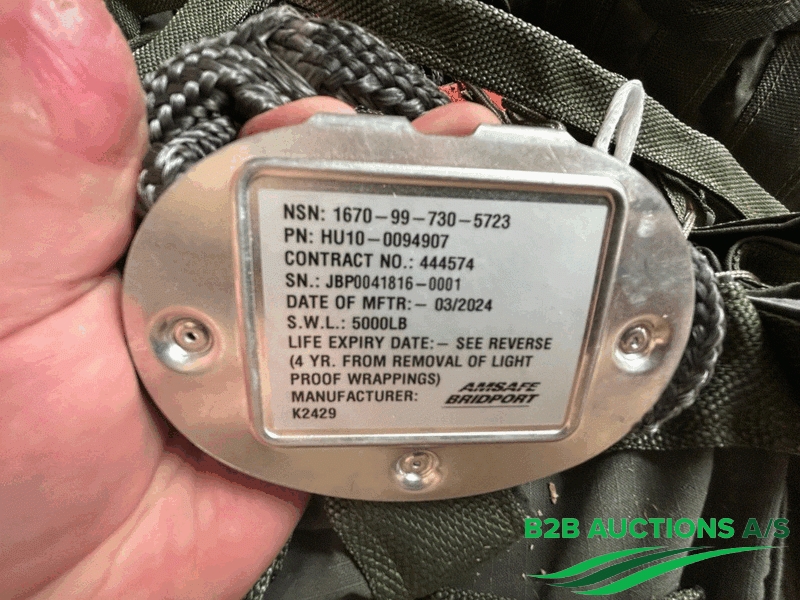 NSN: 1670-99-730-5723
PN: HU10-0094907
CONTRACT NO.: 444574
SN.: JBP0041816-0001
DATE OF MFTR:- 03/2024
S.W.L.: 5000LB
LIFE EXPIRY DATE:- SEE REVERSE
(4 YR. FROM REMOVAL OF LIGHT
PROOF WRAPPINGS)
MANUFACTURER: AMSAFE
K2429 BRIDPORT
B2B AUCTIONS A/S